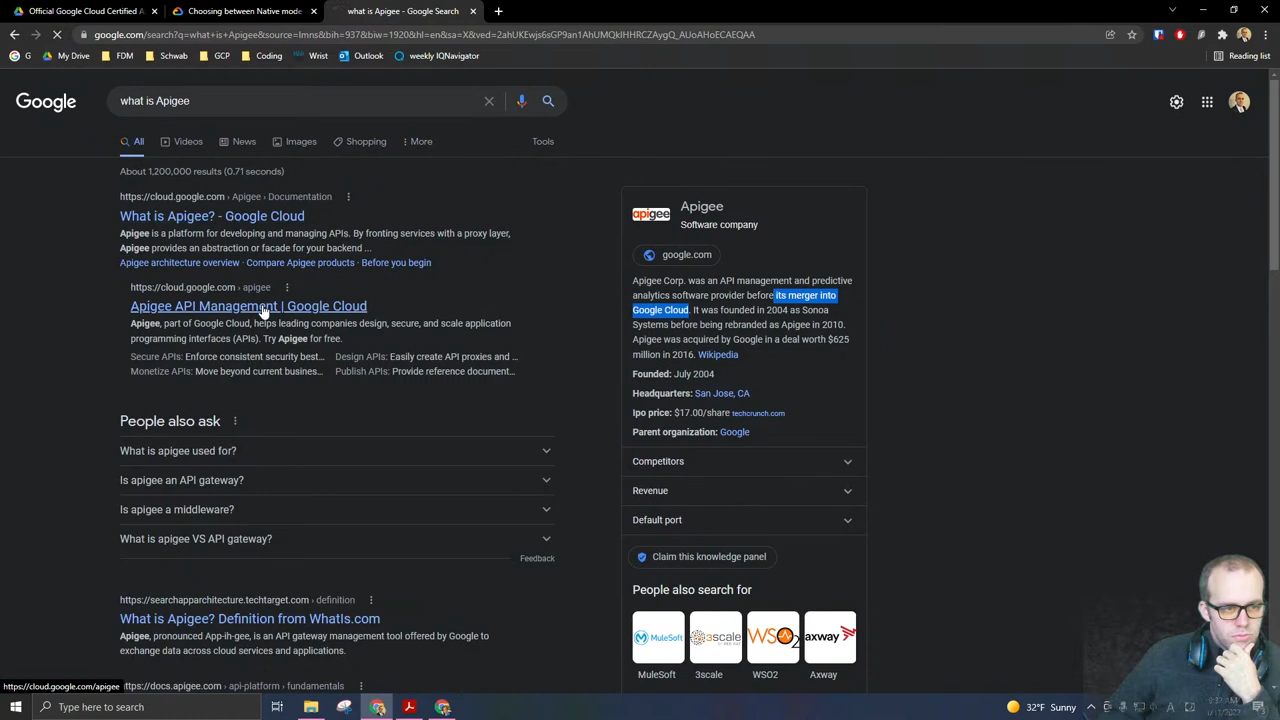 Official Google Cloud Certified A
Choosing between Native mode
what is Apigee - Google Search
google.com/search?q=what+is+Apigee&source=lmns&bih=937&biw=1920&hl=en&sa=X&ved=2ahUKEwjs6sGP9an1AhUMQkIHHRCZAygQ_AUoAHoECAEQAA
G
My Drive
FDM
Schwab
GCP
Coding
Wrist
Outlook
weekly IQNavigator
Reading list
Google
what is Apigee
All
Videos
News
Images
Shopping
More
Tools
About 1,200,000 results (0.71 seconds)
https://cloud.google.com › Apigee › Documentation
What is Apigee? - Google Cloud
Apigee is a platform for developing and managing APIs. By fronting services with a proxy layer,
Apigee provides an abstraction or facade for your backend ...
Apigee architecture overview · Compare Apigee products · Before you begin
https://cloud.google.com › apigee
Apigee API Management | Google Cloud
Apigee, part of Google Cloud, helps leading companies design, secure, and scale application
programming interfaces (APIs). Try Apigee for free.
Secure APIs: Enforce consistent security best...
Design APIs: Easily create API proxies and ...
Monetize APIs: Move beyond current busines...
Publish APIs: Provide reference document...
People also ask
What is apigee used for?
Is apigee an API gateway?
Is apigee a middleware?
What is apigee VS API gateway?
Feedback
https://searchapparchitecture.techtarget.com › definition
What is Apigee? Definition from WhatIs.com
Apigee, pronounced App-ih-gee, is an API gateway management tool offered by Google to
exchange data across cloud services and applications.
https://docs.apigee.com › api-platform › fundamentals
apigee
Apigee
Software company
google.com
Apigee Corp. was an API management and predictive
analytics software provider before its merger into
Google Cloud. It was founded in 2004 as Sonoa
Systems before being rebranded as Apigee in 2010.
Apigee was acquired by Google in a deal worth $625
million in 2016. Wikipedia
Founded: July 2004
Headquarters: San Jose, CA
Ipo price: $17.00/share techcrunch.com
Parent organization: Google
Competitors
Revenue
Default port
Claim this knowledge panel
People also search for
MuleSoft
3scale
WSO2
axway
MuleSoft
3scale
WSO2
Axway
https://cloud.google.com/apigee
Type here to search
32°F Sunny